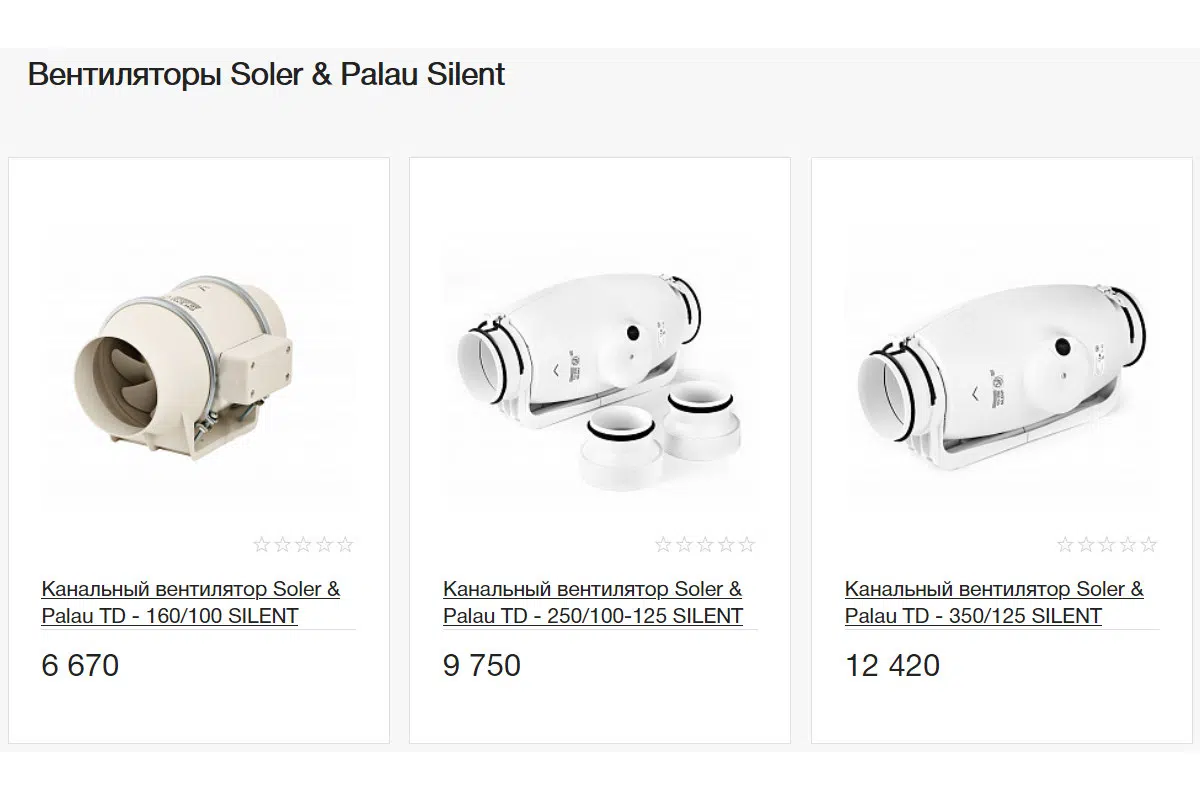 Вентиляторы Soler & Palau Silent
Канальный вентилятор Soler &
Palau TD - 160/100 SILENT
6 670
Канальный вентилятор Soler &
Palau TD - 250/100-125 SILENT
9 750
Канальный вентилятор Soler &
Palau TD - 350/125 SILENT
12 420